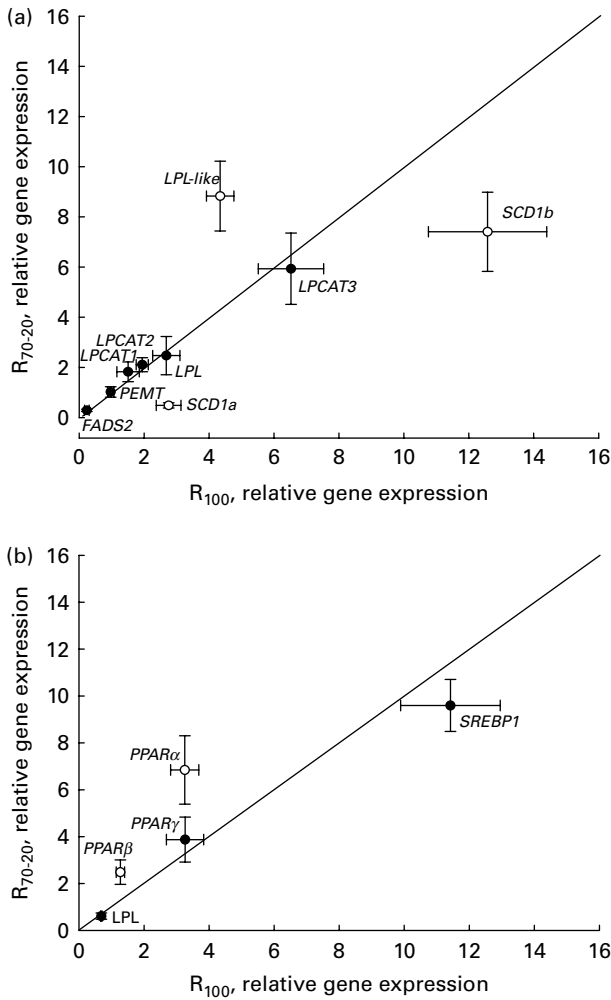 (a)
16
14
12
10
8
6
4
2
0
R70-20, relative gene expression
LPL-like
SCD1b
LPCAT3
LPCAT2
LPCAT1
LPL
PEMT
SCD1a
FADS2
0 2 4 6 8 10 12 14 16
R100, relative gene expression
(b)
16
14
12
10
8
6
4
2
0
R70-20, relative gene expression
SREBP1
PPARα
PPARγ
PPARβ
LPL
0 2 4 6 8 10 12 14 16
R100, relative gene expression